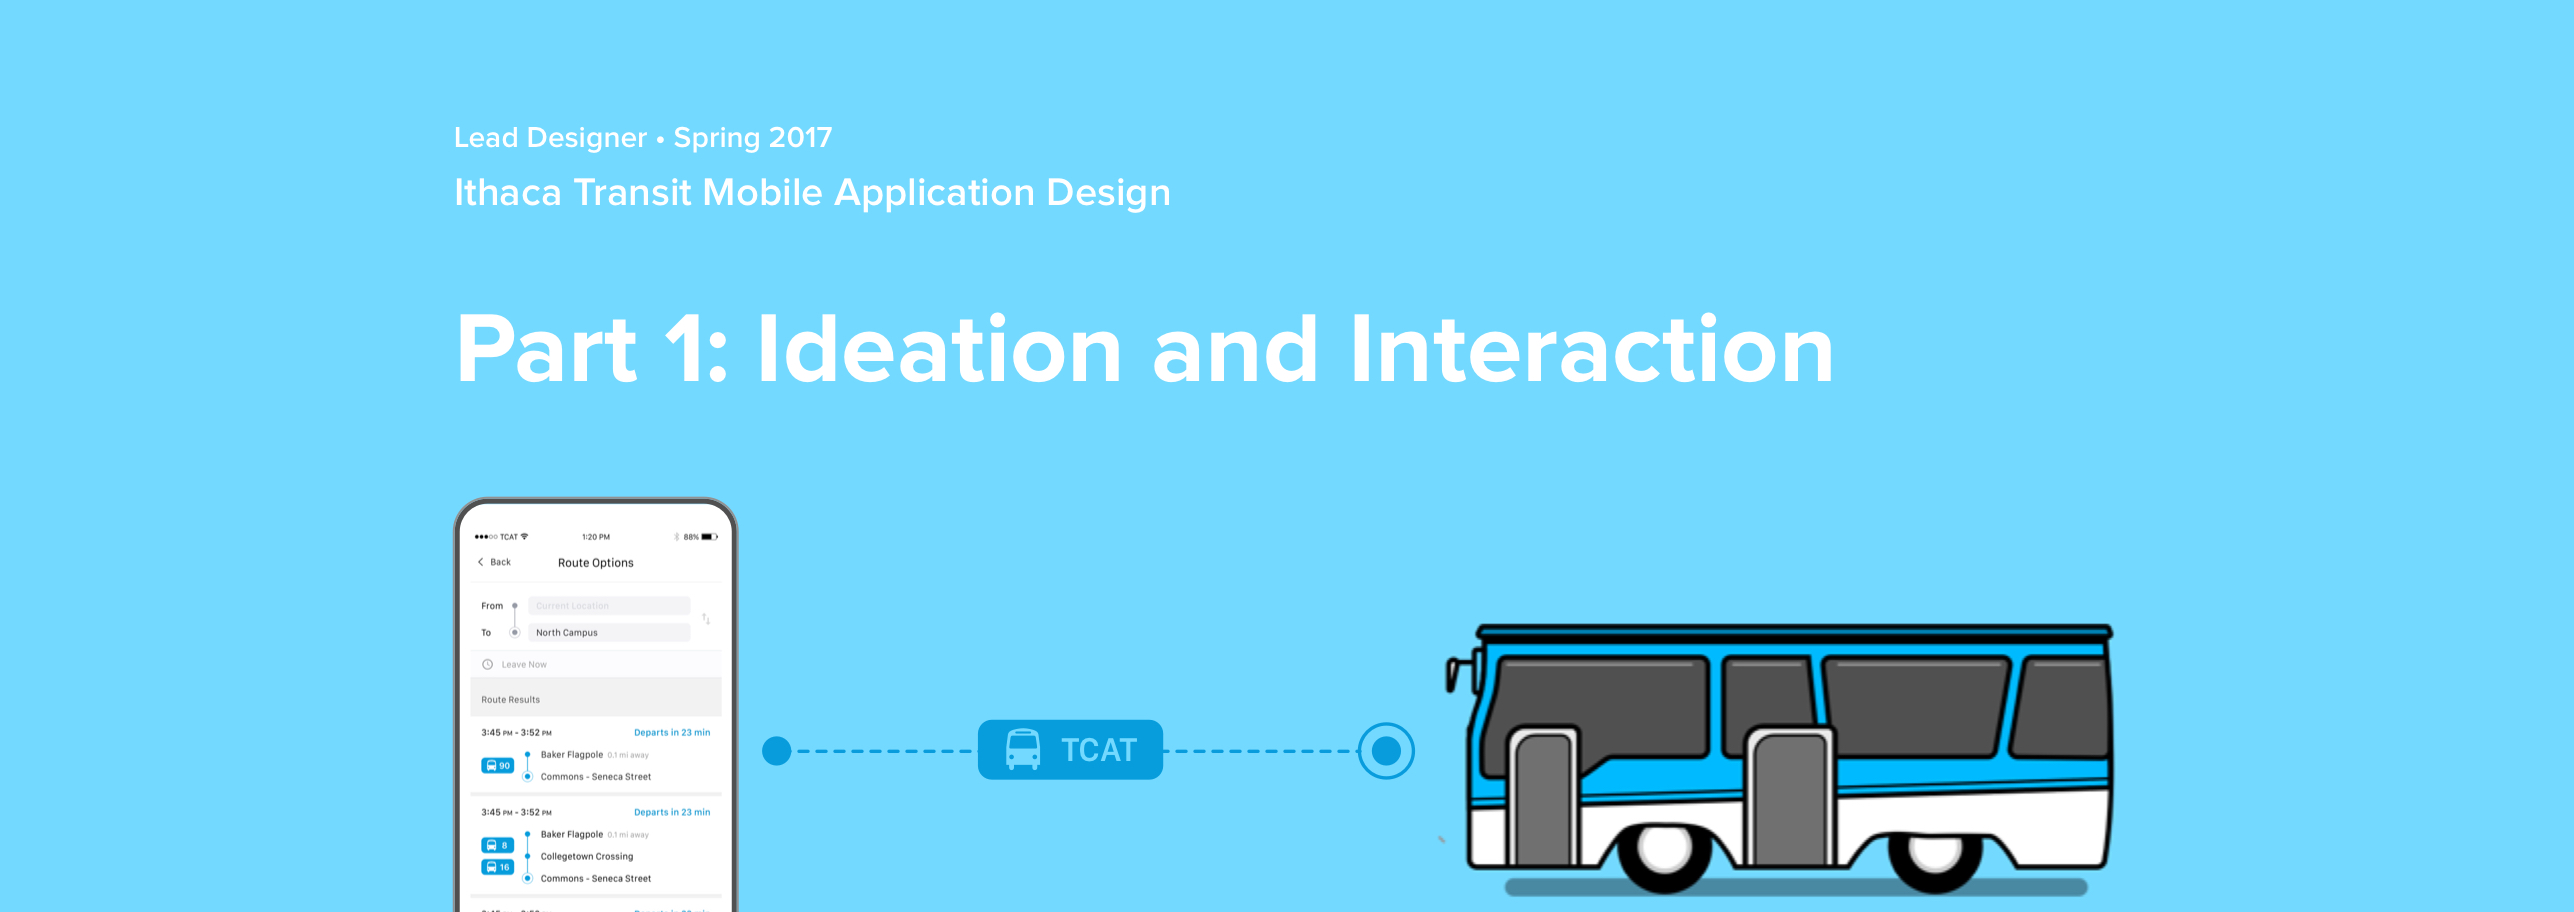 Lead Designer • Spring 2017
Ithaca Transit Mobile Application Design
Part 1: Ideation and Interaction
TCAT 1:20 PM 88%
Back Route Options
From Current Location
To North Campus
Leave Now
Route Results
3:45 PM - 3:52 PM Departs in 23 min
Baker Flagpole 0.1 mi away
90
Commons - Seneca Street
3:45 PM - 3:52 PM Departs in 23 min
Baker Flagpole 0.1 mi away
8
Collegetown Crossing
16
Commons - Seneca Street
TCAT